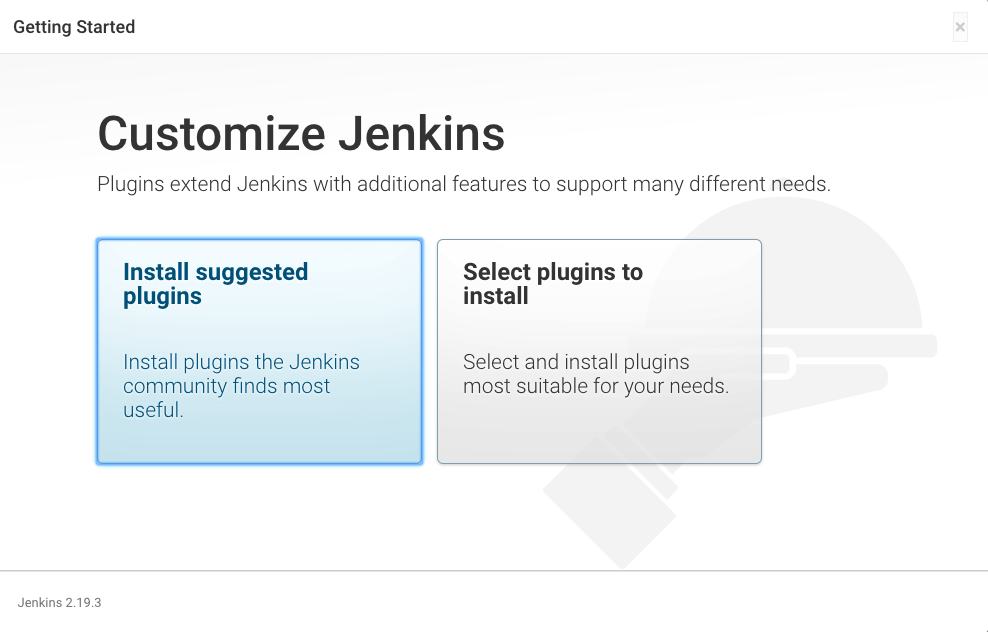 Getting Started
×
Customize Jenkins
Plugins extend Jenkins with additional features to support many different needs.
Install suggested
plugins
Install plugins the Jenkins
community finds most
useful.
Select plugins to
install
Select and install plugins
most suitable for your needs.
Jenkins 2.19.3